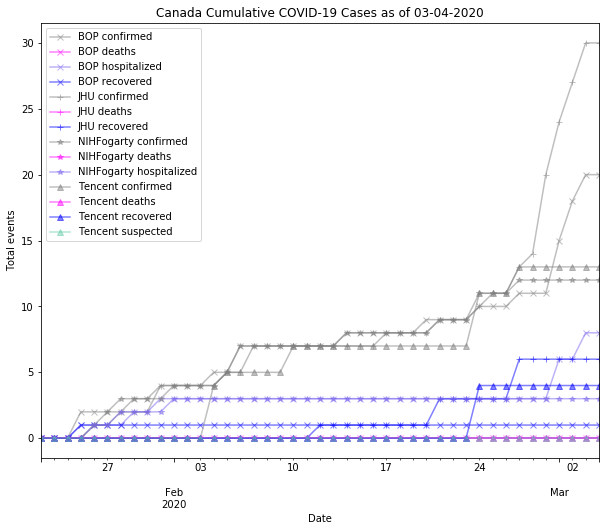 Canada Cumulative COVID-19 Cases as of 03-04-2020
30
25
20
15
10
5
0
Total events
BOP confirmed
BOP deaths
BOP hospitalized
BOP recovered
JHU confirmed
JHU deaths
JHU recovered
NIHFogarty confirmed
NIHFogarty deaths
NIHFogarty hospitalized
Tencent confirmed
Tencent deaths
Tencent recovered
Tencent suspected
27 03 10 17 24 02
Feb Mar
2020
Date